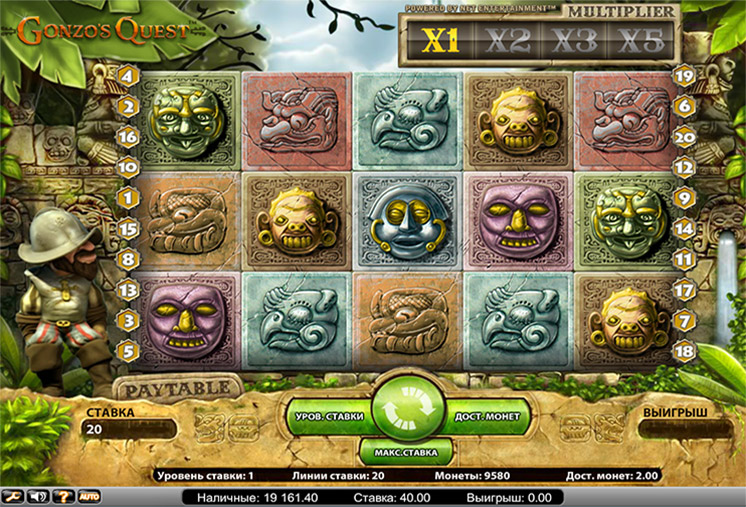 GONZO'S QUEST™
POWERED BY NET ENTERTAINMENT™ MULTIPLIER
X1 X2 X3 X5
4 19
2 6
16 20
10 12
1 9
15 14
8 11
13 17
3 7
5 18
PAYTABLE
СТАВКА УРОВ. СТАВКИ ДОСТ. МОНЕТ ВЫИГРЫШ
20
МАКС.СТАВКА
Уровень ставки: 1 Линии ставки: 20 Монеты: 9580 Дост. монет: 2.00
? AUTO Наличные: 19 161.40 Ставка: 40.00 Выигрыш: 0.00